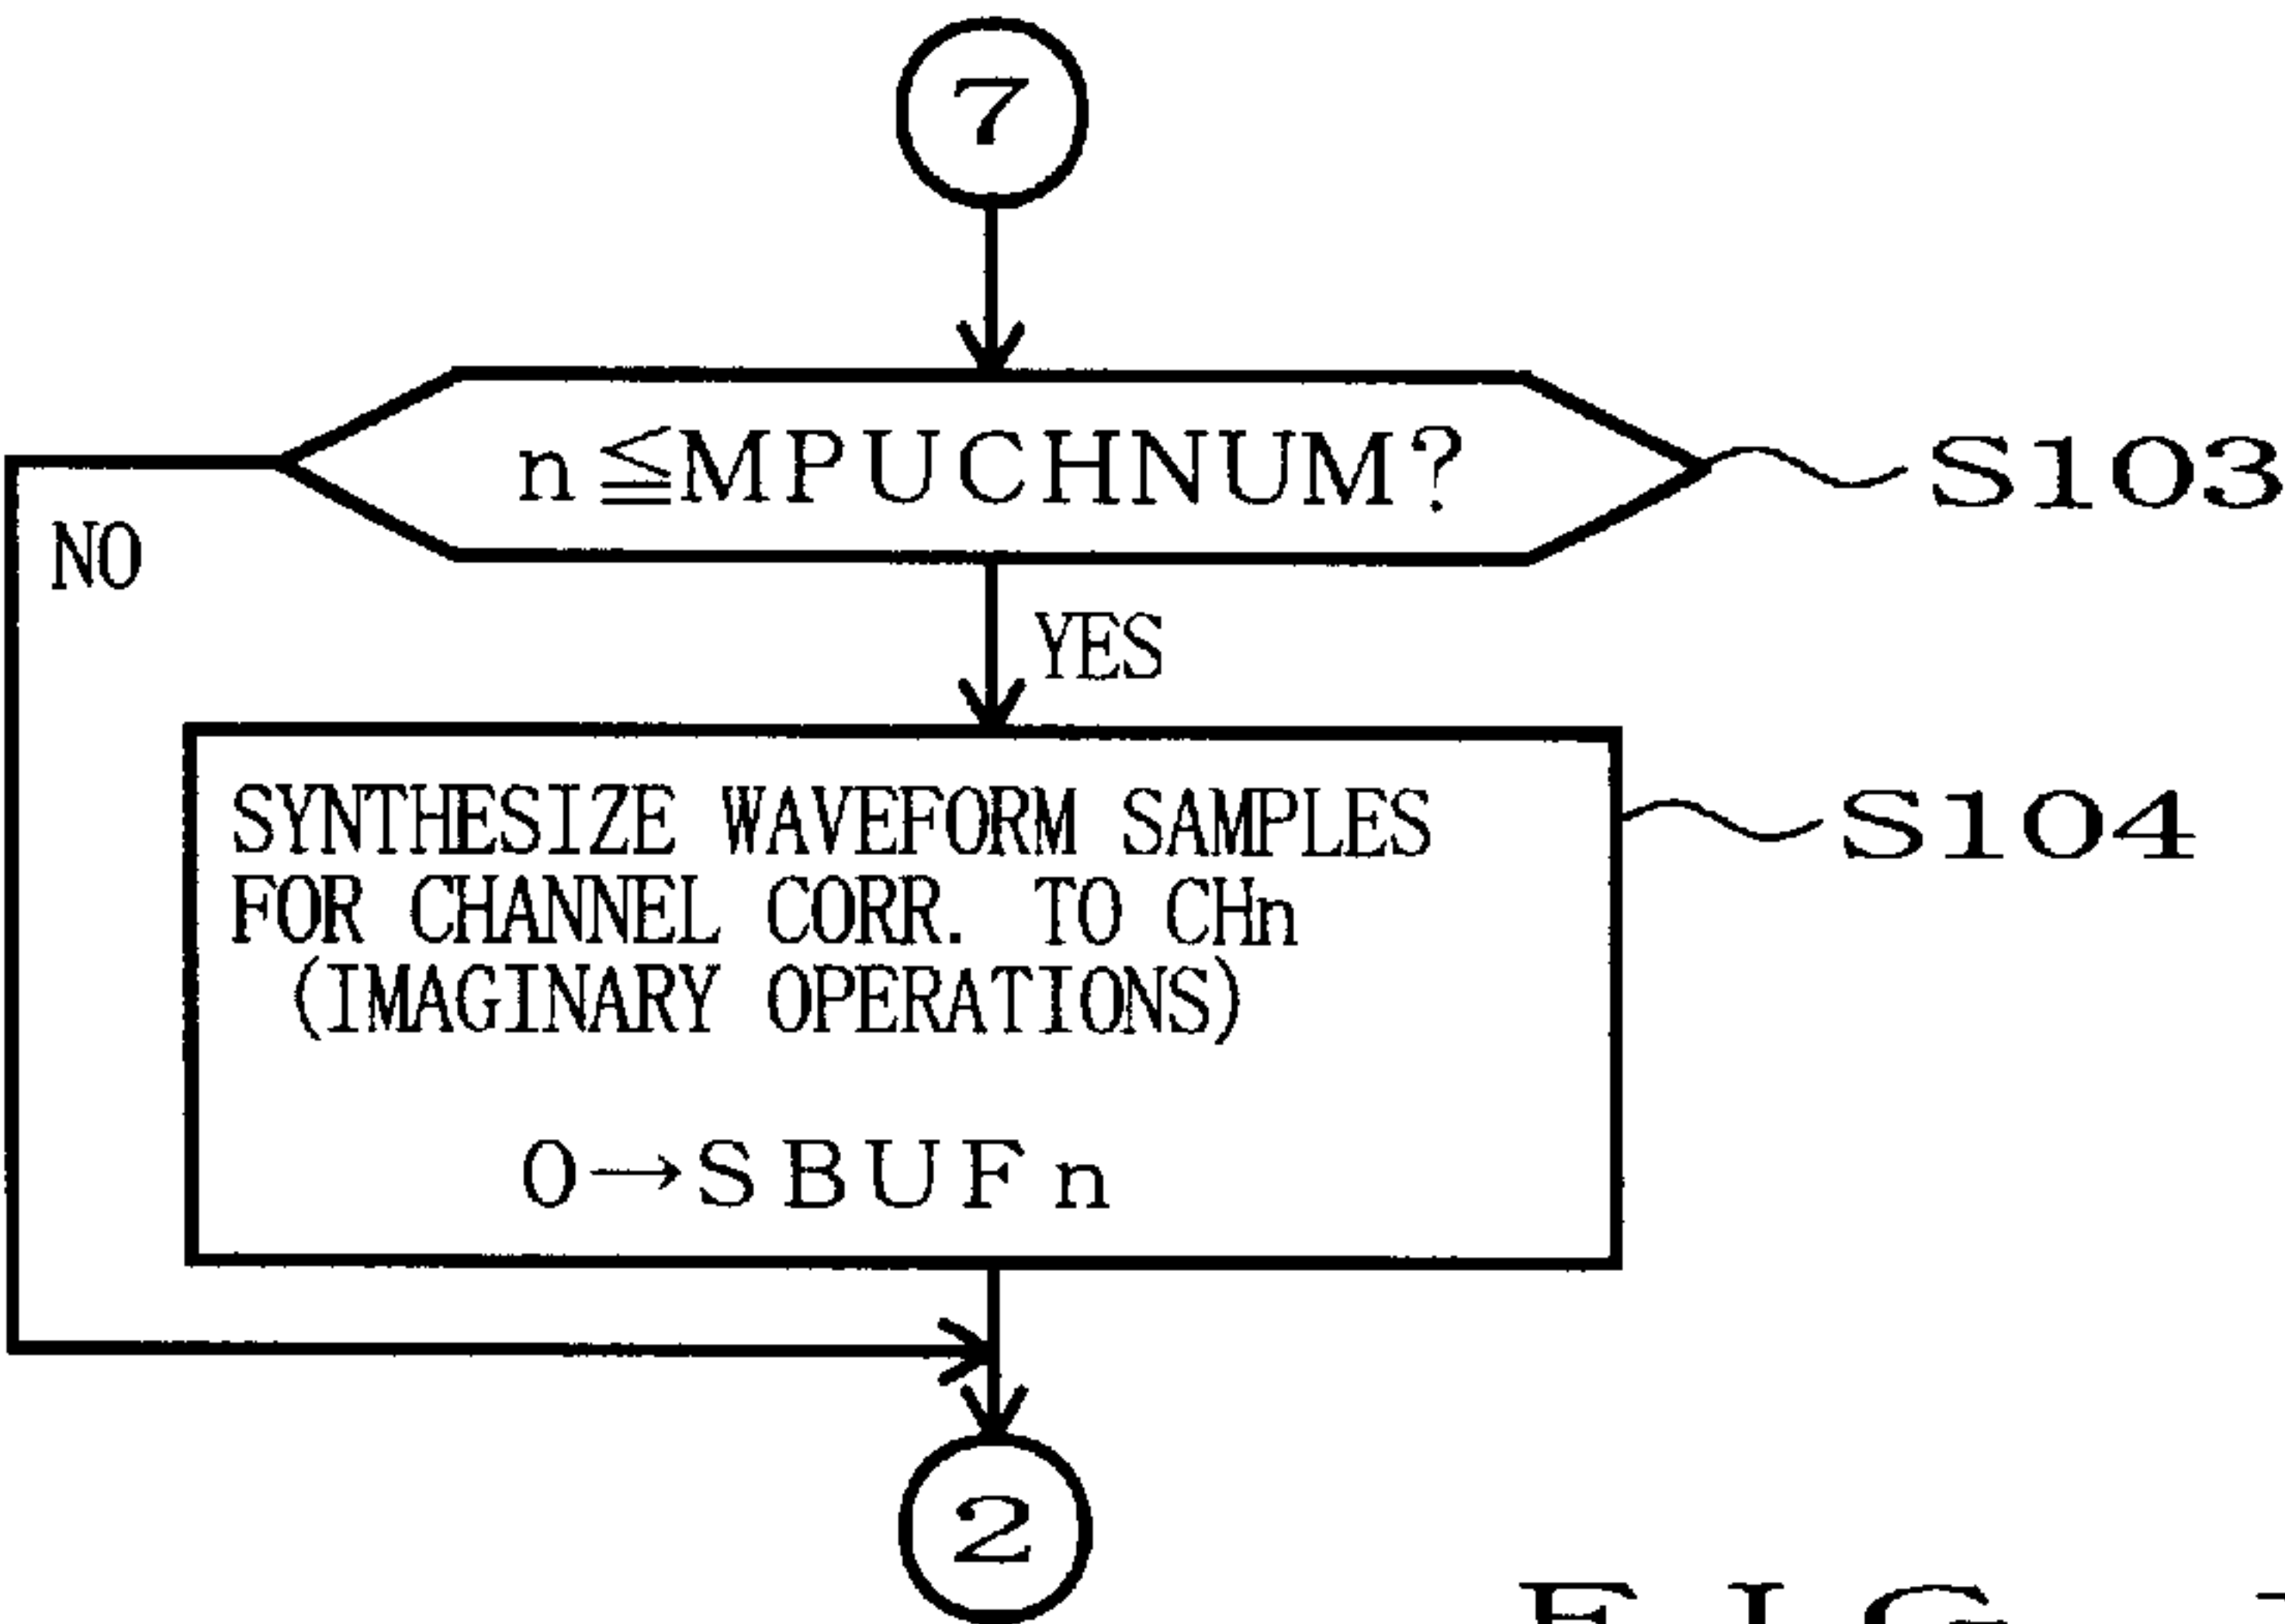 7
n≦MPUCHNUM?
S103
NO
YES
SYNTHESIZE WAVEFORM SAMPLES
FOR CHANNEL CORR. TO CHn
(IMAGINARY OPERATIONS)
S104
0→SBUFn
2